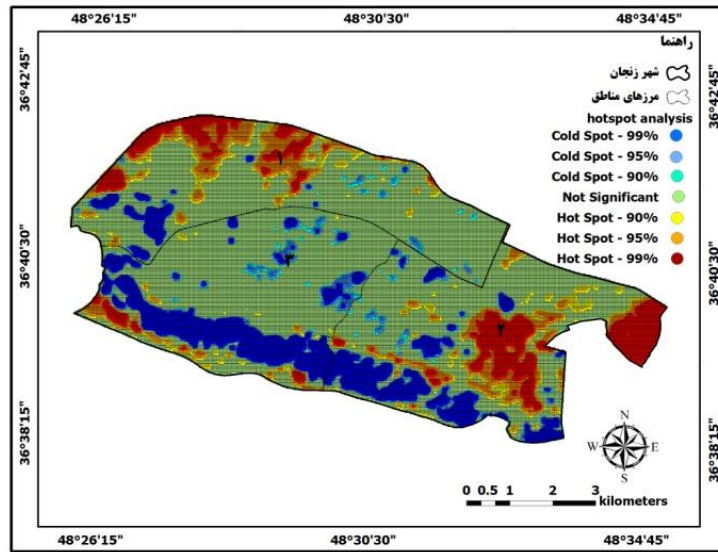 48°26'15" 48°30'30" 48°34'45"
36°42'45" 36°42'45"
راهنما
شهر زنجان
مرزهای مناطق
hotspot analysis
Cold Spot - 99%
Cold Spot - 95%
Cold Spot - 90%
Not Significant
Hot Spot - 90%
Hot Spot - 95%
Hot Spot - 99%
۱
36°40'30" 36°40'30"
۳
۲
36°38'15" 36°38'15"
N
W E
S
0 0.5 1 2 3
kilometers
48°26'15" 48°30'30" 48°34'45"